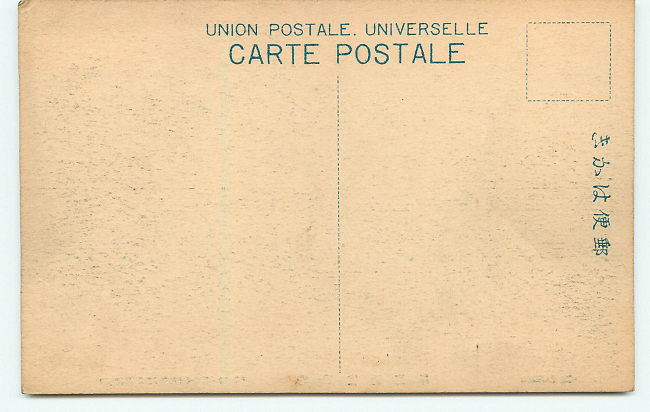 UNION POSTALE. UNIVERSELLE
CARTE POSTALE
郵便はかき